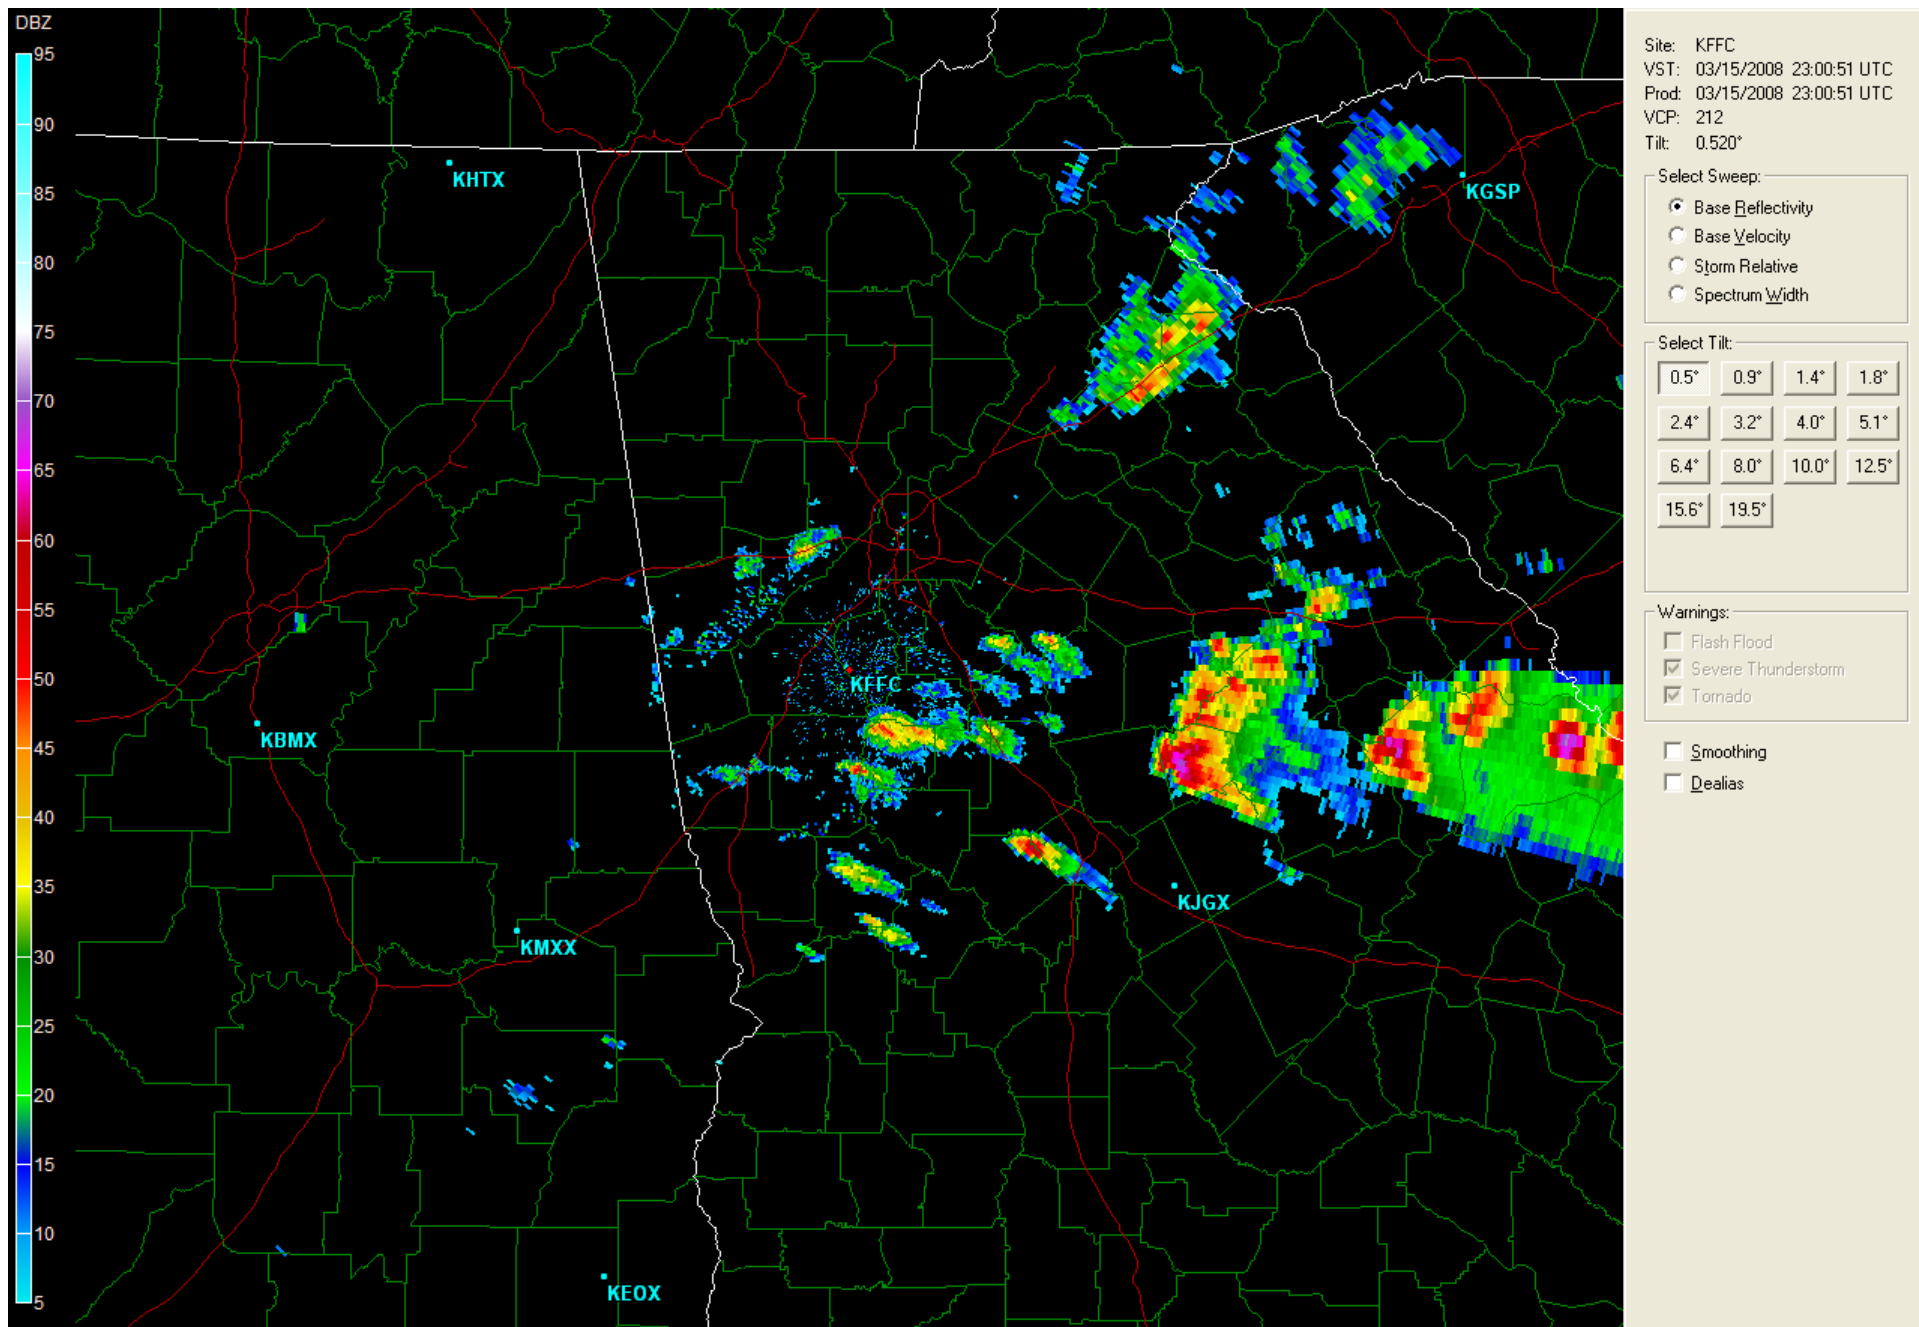 DBZ
95
90
85
80
75
70
65
60
55
50
45
40
35
30
25
20
15
10
5
KHTX
KGSP
KFFC
KBMX
KJGX
KMXX
KEOX
Site: KFFC
VST: 03/15/2008 23:00:51 UTC
Prod: 03/15/2008 23:00:51 UTC
VCP: 212
Tilt: 0.520°
Select Sweep:
Base Reflectivity
Base Velocity
Storm Relative
Spectrum Width
Select Tilt:
0.5° 0.9° 1.4° 1.8°
2.4° 3.2° 4.0° 5.1°
6.4° 8.0° 10.0° 12.5°
15.6° 19.5°
Warnings:
Flash Flood
Severe Thunderstorm
Tornado
Smoothing
Dealias